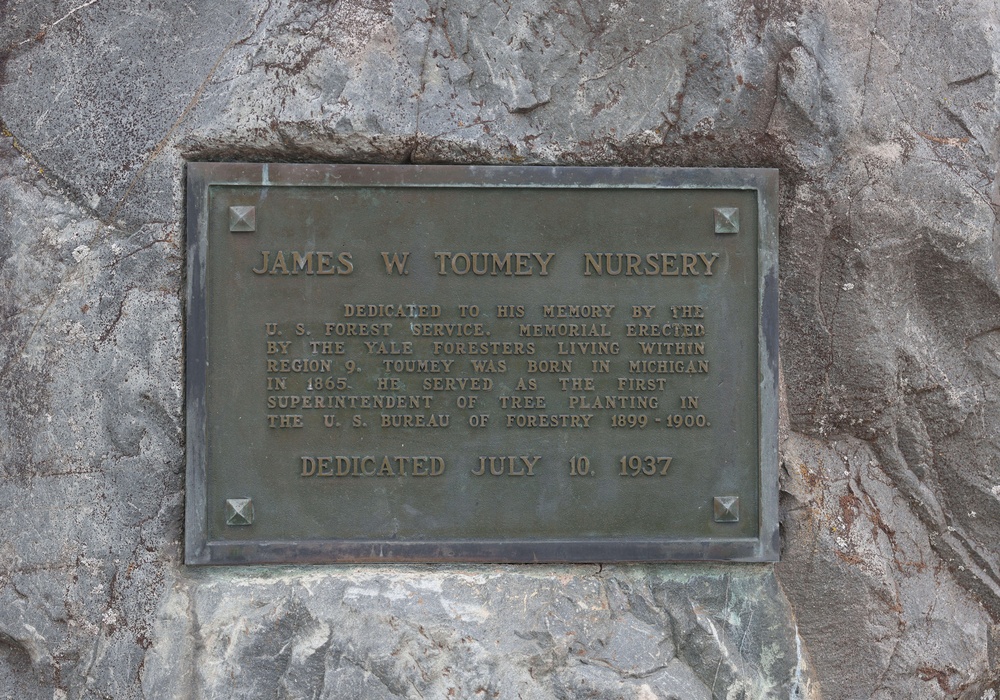 JAMES W. TOUMEY NURSERY
DEDICATED TO HIS MEMORY BY THE
U. S. FOREST SERVICE. MEMORIAL ERECTED
BY THE YALE FORESTERS LIVING WITHIN
REGION 9. TOUMEY WAS BORN IN MICHIGAN
IN 1865. HE SERVED AS THE FIRST
SUPERINTENDENT OF TREE PLANTING IN
THE U. S. BUREAU OF FORESTRY 1899-1900.
DEDICATED JULY 10, 1937